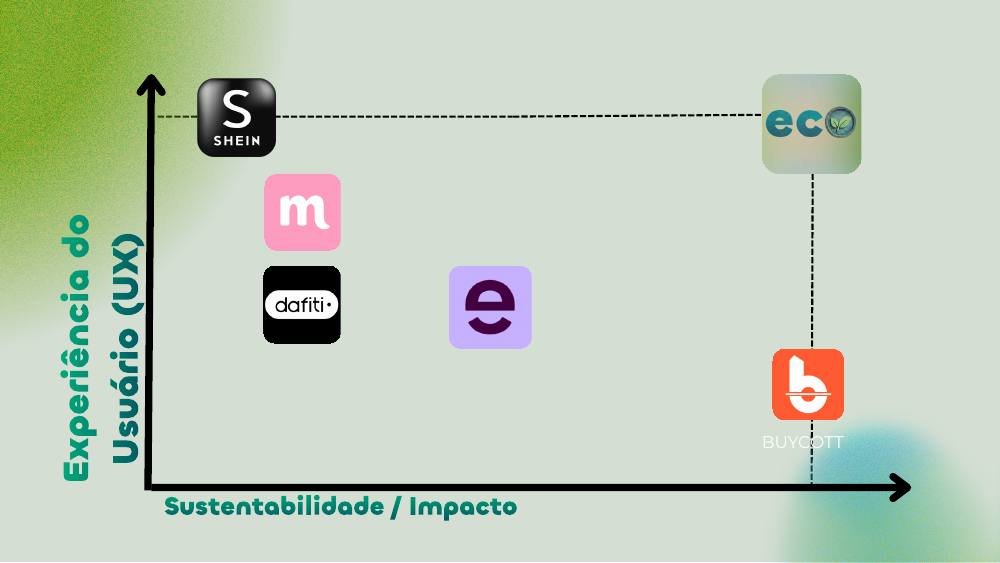 S
SHEIN
eco
m
dafiti
e
b
BUYCOTT
Experiência do
Usuário (UX)
Sustentabilidade / Impacto